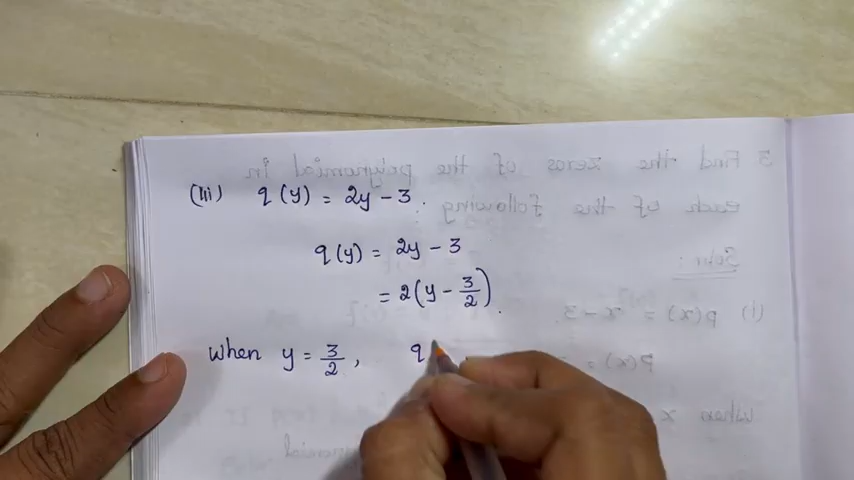 (iii) q(y) = 2y - 3.
q(y) = 2y - 3
= 2(y - 3/2).
When y = 3/2, q